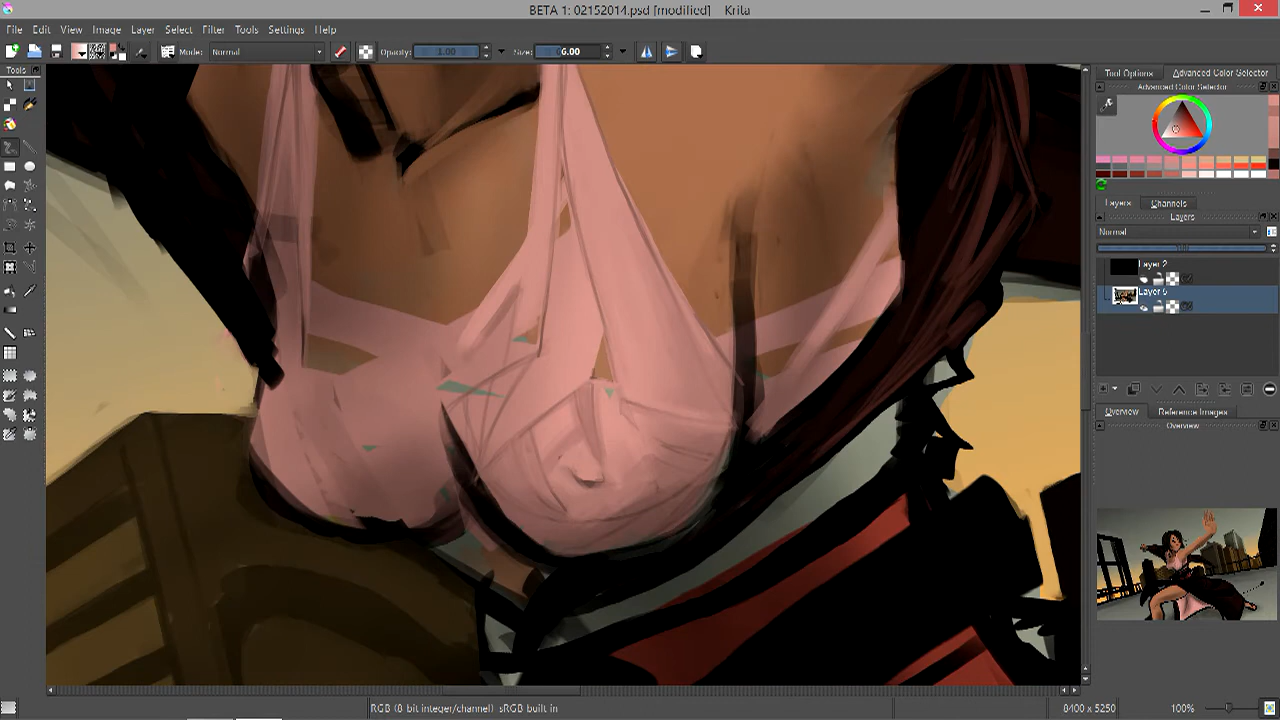 BETA 1: 02152014.psd [modified] Krita
File Edit View Image Layer Select Filter Tools Settings Help
Mode: Normal Opacity: 1.00 Size: 6.00
Tools
Tool Options Advanced Color Selector
Advanced Color Selector
Layers Channels
Layers
Normal
Layer 2
Layer 5
Overview Reference Images
Overview
RGB (8 bit integer/channel) sRGB built in 8400 x 5250 100%